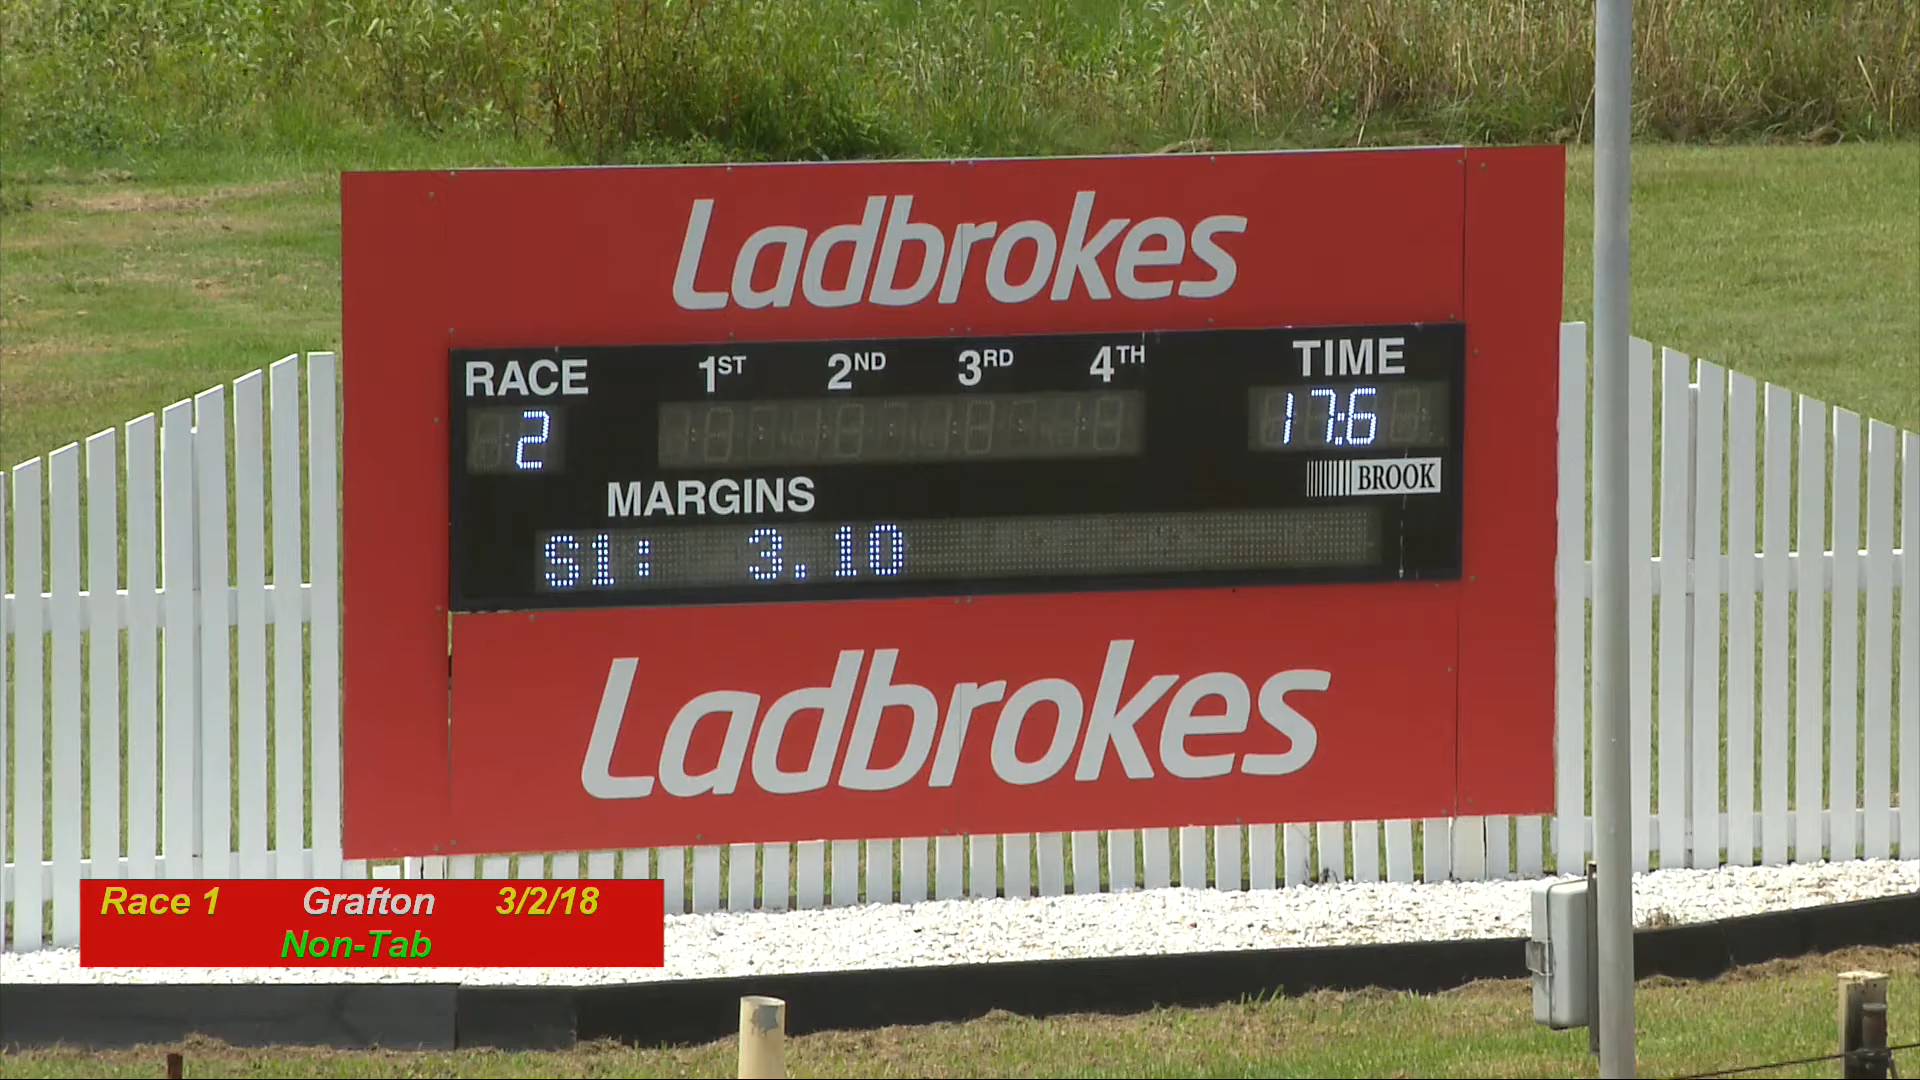 Ladbrokes
RACE 1ST 2ND 3RD 4TH TIME
2 17:6
BROOK
MARGINS
S1: 3.10
Ladbrokes
Race 1 Grafton 3/2/18
Non-Tab